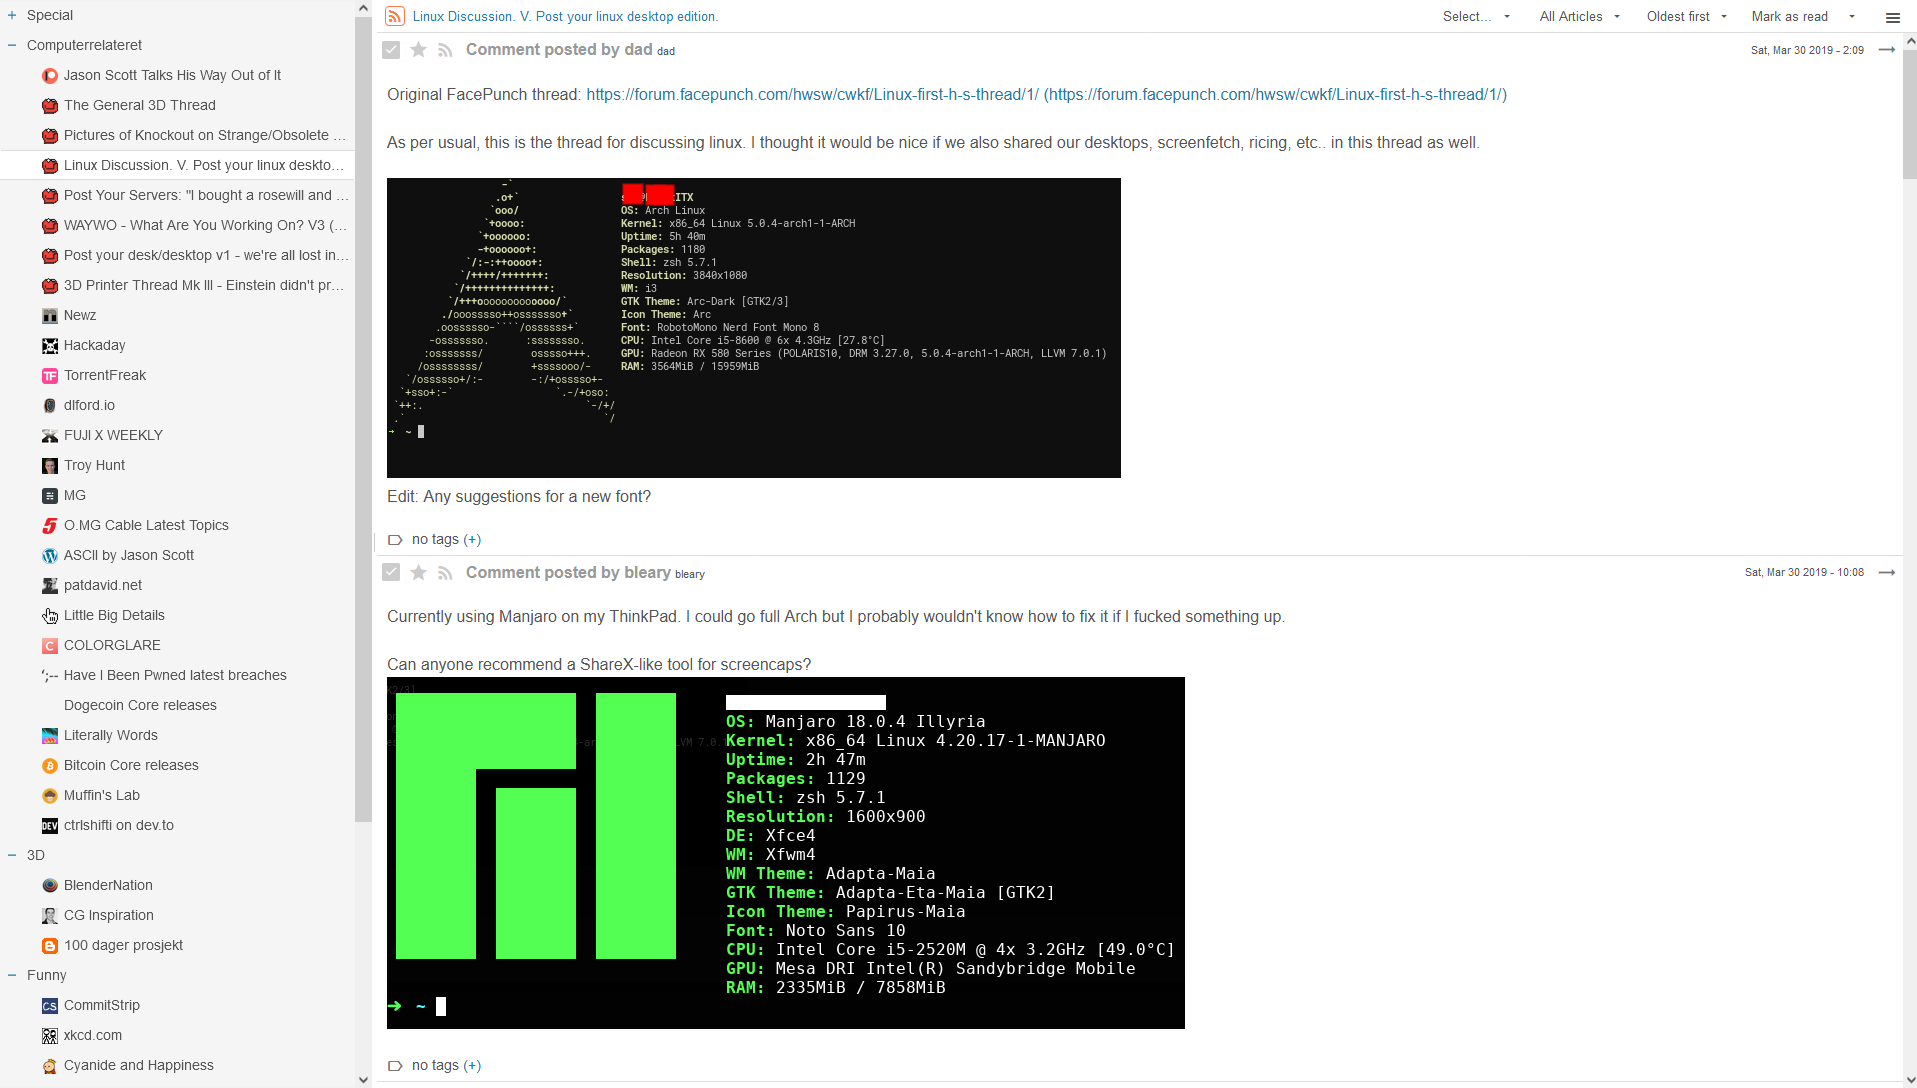 Special
Computerrelateret
Jason Scott Talks His Way Out of It
The General 3D Thread
Pictures of Knockout on Strange/Obsolete ...
Linux Discussion. V. Post your linux deskto...
Post Your Servers: "I bought a rosewill and ...
WAYWO - What Are You Working On? V3 (...
Post your desk/desktop v1 - we're all lost in...
3D Printer Thread Mk III - Einstein didn't pr...
Newz
Hackaday
TorrentFreak
dlford.io
FUJI X WEEKLY
Troy Hunt
MG
O.MG Cable Latest Topics
ASCII by Jason Scott
patdavid.net
Little Big Details
COLORGLARE
Have I Been Pwned latest breaches
Dogecoin Core releases
Literally Words
Bitcoin Core releases
Muffin's Lab
ctrlshifti on dev.to
3D
BlenderNation
CG Inspiration
100 dager prosjekt
Funny
CommitStrip
xkcd.com
Cyanide and Happiness
Linux Discussion. V. Post your linux desktop edition.
Select... All Articles Oldest first Mark as read
Comment posted by dad dad
Sat, Mar 30 2019 - 2:09
Original FacePunch thread: https://forum.facepunch.com/hwsw/cwkf/Linux-first-h-s-thread/1/ (https://forum.facepunch.com/hwsw/cwkf/Linux-first-h-s-thread/1/)
As per usual, this is the thread for discussing linux. I thought it would be nice if we also shared our desktops, screenfetch, ricing, etc.. in this thread as well.
ITX
OS: Arch Linux
Kernel: x86_64 Linux 5.0.4-arch1-1-ARCH
Uptime: 5h 40m
Packages: 1180
Shell: zsh 5.7.1
Resolution: 3840x1080
WM: i3
GTK Theme: Arc-Dark [GTK2/3]
Icon Theme: Arc
Font: RobotoMono Nerd Font Mono 8
CPU: Intel Core i5-8600 @ 6x 4.3GHz [27.8°C]
GPU: Radeon RX 580 Series (POLARIS10, DRM 3.27.0, 5.0.4-arch1-1-ARCH, LLVM 7.0.1)
RAM: 3564MiB / 15959MiB
~
Edit: Any suggestions for a new font?
no tags (+)
Comment posted by bleary bleary
Sat, Mar 30 2019 - 10:08
Currently using Manjaro on my ThinkPad. I could go full Arch but I probably wouldn't know how to fix it if I fucked something up.
Can anyone recommend a ShareX-like tool for screencaps?
OS: Manjaro 18.0.4 Illyria
Kernel: x86_64 Linux 4.20.17-1-MANJARO
Uptime: 2h 47m
Packages: 1129
Shell: zsh 5.7.1
Resolution: 1600x900
DE: Xfce4
WM: Xfwm4
WM Theme: Adapta-Maia
GTK Theme: Adapta-Eta-Maia [GTK2]
Icon Theme: Papirus-Maia
Font: Noto Sans 10
CPU: Intel Core i5-2520M @ 4x 3.2GHz [49.0°C]
GPU: Mesa DRI Intel(R) Sandybridge Mobile
RAM: 2335MiB / 7858MiB
➜ ~
no tags (+)